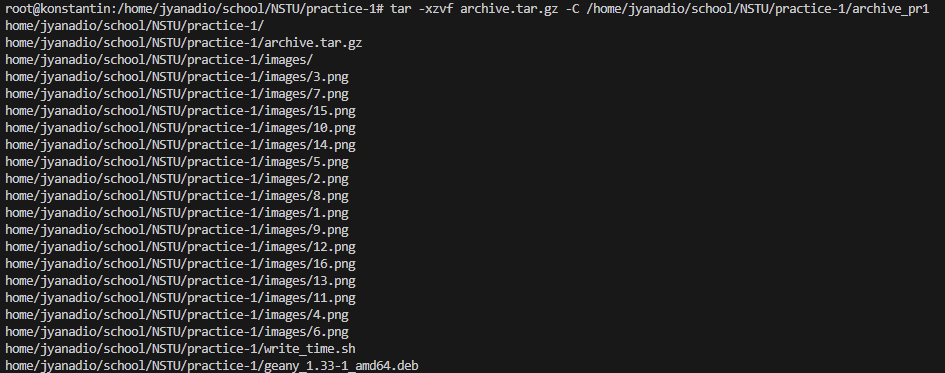 root@konstantin:/home/jyanadio/school/NSTU/practice-1# tar -xzvf archive.tar.gz -C /home/jyanadio/school/NSTU/practice-1/archive_pr1
home/jyanadio/school/NSTU/practice-1/
home/jyanadio/school/NSTU/practice-1/archive.tar.gz
home/jyanadio/school/NSTU/practice-1/images/
home/jyanadio/school/NSTU/practice-1/images/3.png
home/jyanadio/school/NSTU/practice-1/images/7.png
home/jyanadio/school/NSTU/practice-1/images/15.png
home/jyanadio/school/NSTU/practice-1/images/10.png
home/jyanadio/school/NSTU/practice-1/images/14.png
home/jyanadio/school/NSTU/practice-1/images/5.png
home/jyanadio/school/NSTU/practice-1/images/2.png
home/jyanadio/school/NSTU/practice-1/images/8.png
home/jyanadio/school/NSTU/practice-1/images/1.png
home/jyanadio/school/NSTU/practice-1/images/9.png
home/jyanadio/school/NSTU/practice-1/images/12.png
home/jyanadio/school/NSTU/practice-1/images/16.png
home/jyanadio/school/NSTU/practice-1/images/13.png
home/jyanadio/school/NSTU/practice-1/images/11.png
home/jyanadio/school/NSTU/practice-1/images/4.png
home/jyanadio/school/NSTU/practice-1/images/6.png
home/jyanadio/school/NSTU/practice-1/write_time.sh
home/jyanadio/school/NSTU/practice-1/geany_1.33-1_amd64.deb